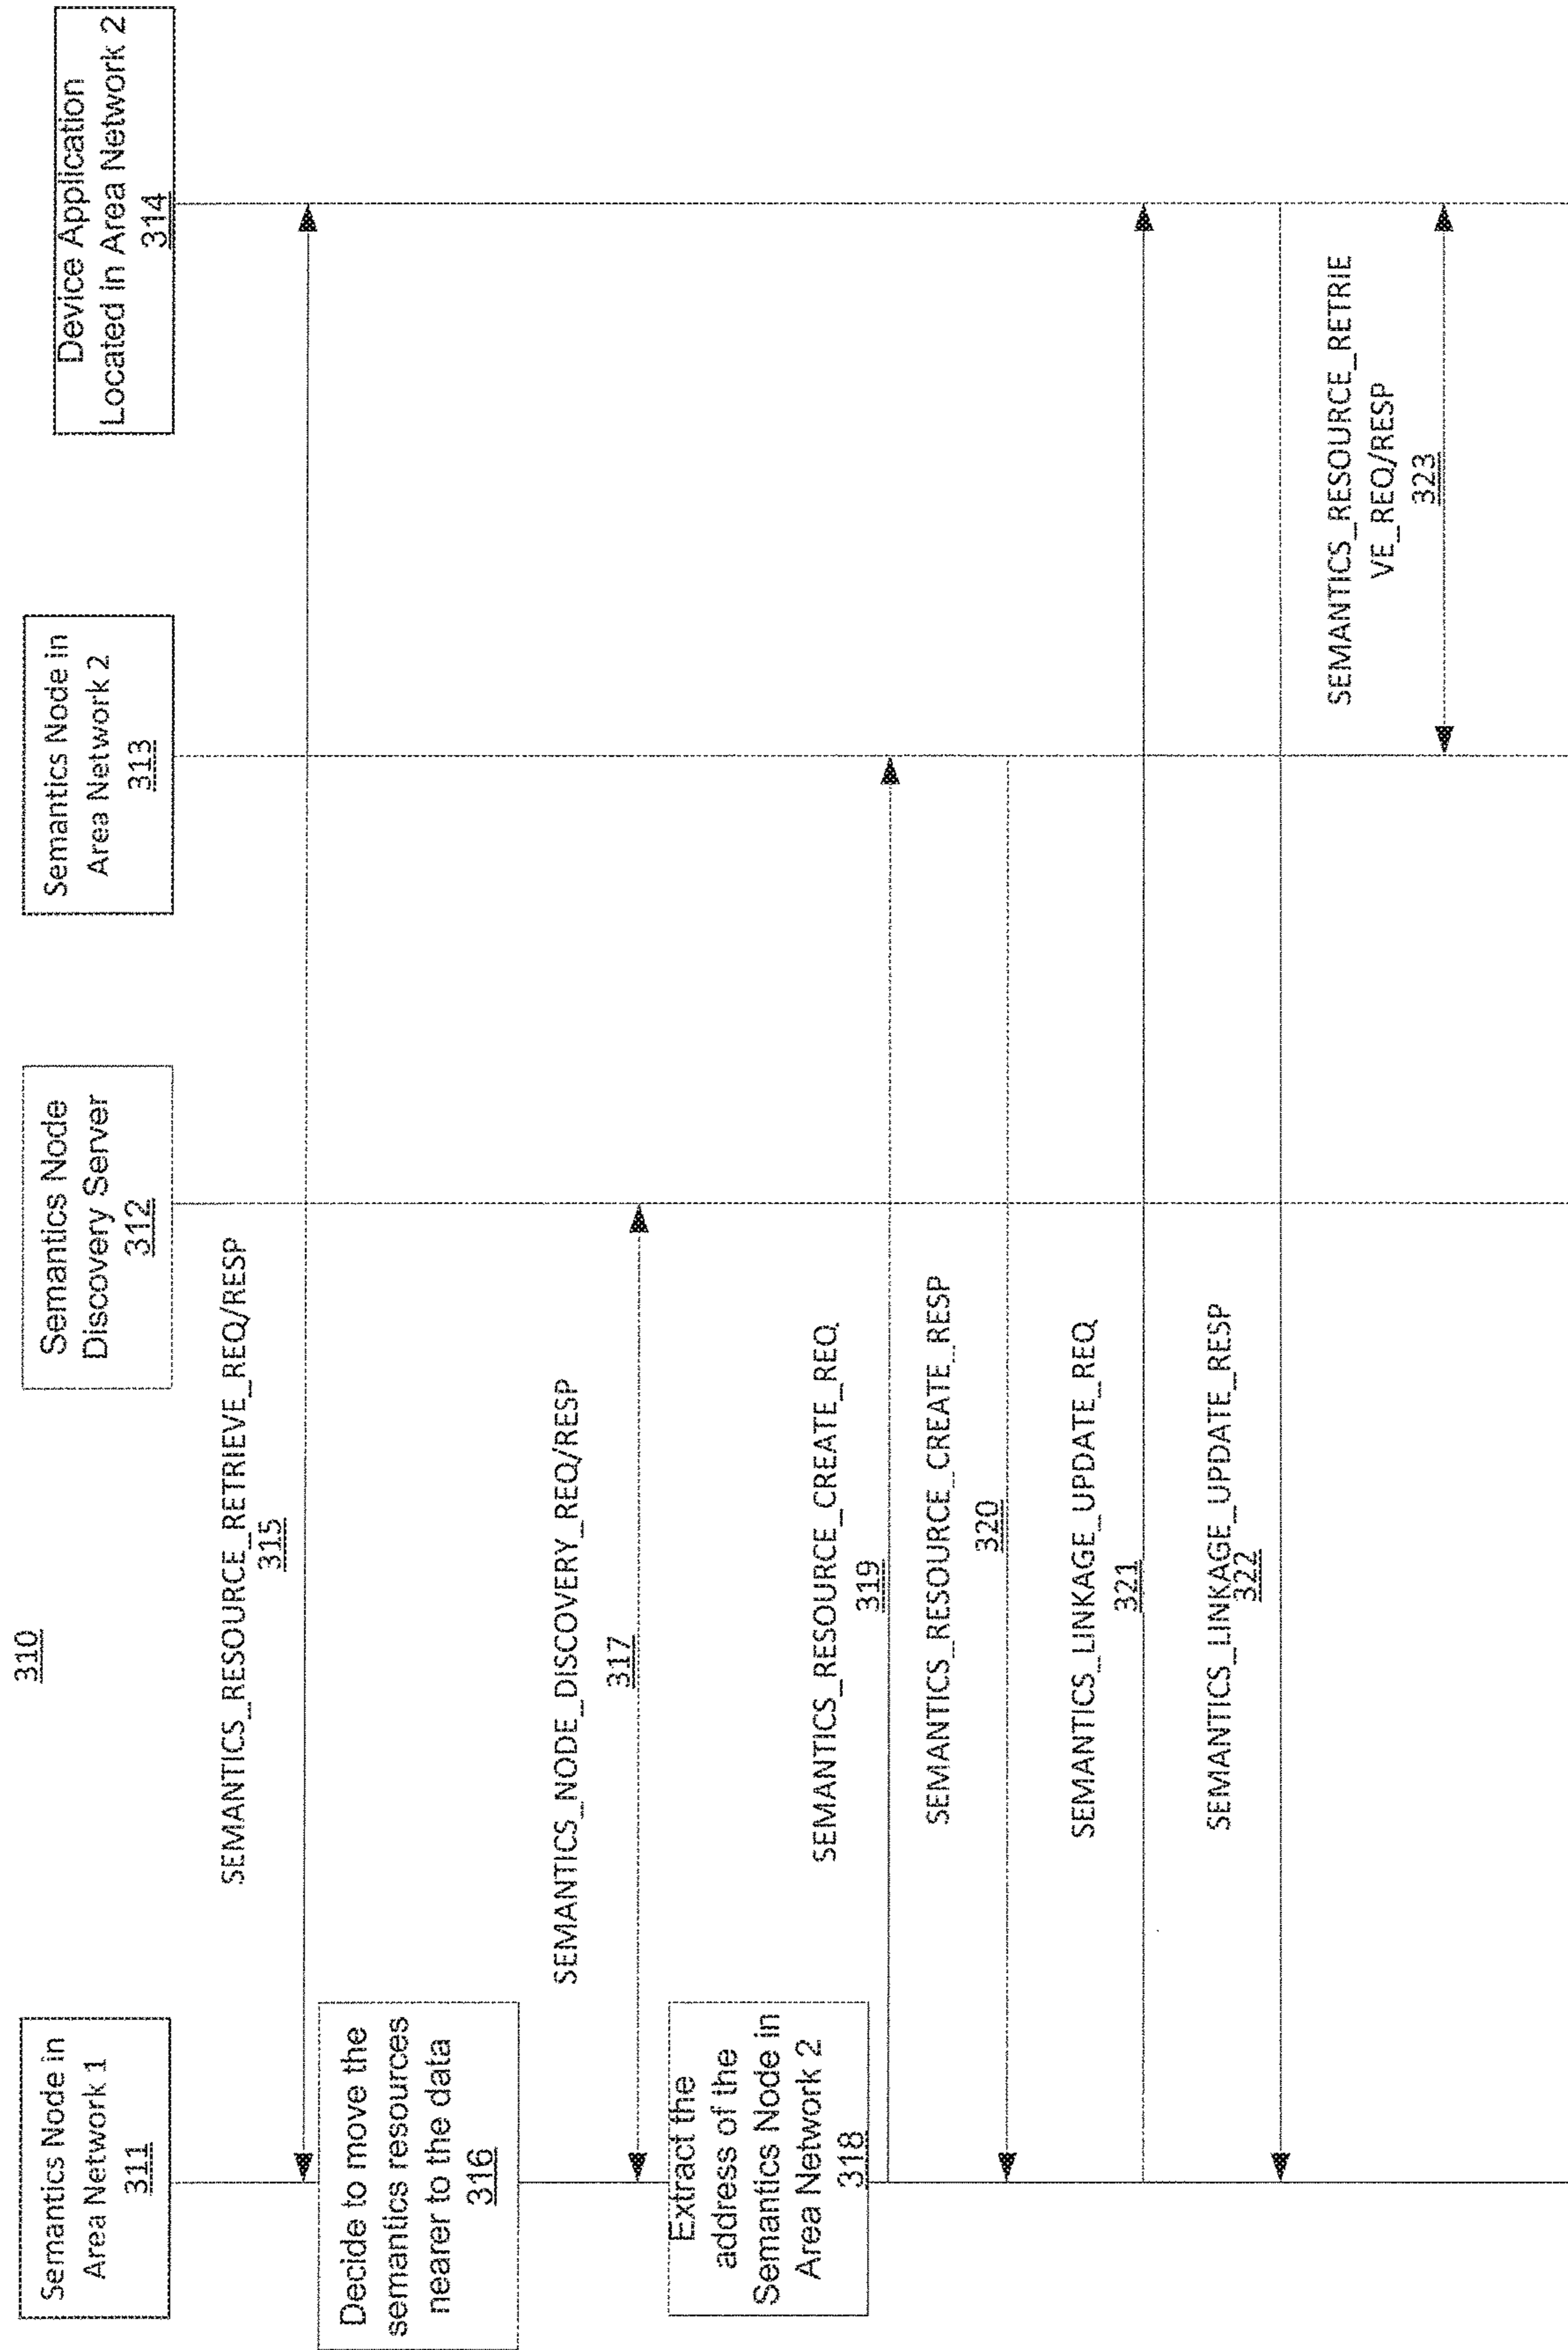 310
Semantics Node in
Area Network 1
311
Semantics Node
Discovery Server
312
Semantics Node in
Area Network 2
313
Device Application
Located in Area Network 2
314
SEMANTICS_RESOURCE_RETRIEVE_REQ/RESP
315
Decide to move the
semantics resources
nearer to the data
316
SEMANTICS_NODE_DISCOVERY_REQ/RESP
317
Extract the
address of the
Semantics Node in
Area Network 2
318
SEMANTICS_RESOURCE_CREATE_REQ
319
SEMANTICS_RESOURCE_CREATE_RESP
320
SEMANTICS_LINKAGE_UPDATE_REQ
321
SEMANTICS_LINKAGE_UPDATE_RESP
322
SEMANTICS_RESOURCE_RETRIE
VE_REQ/RESP
323